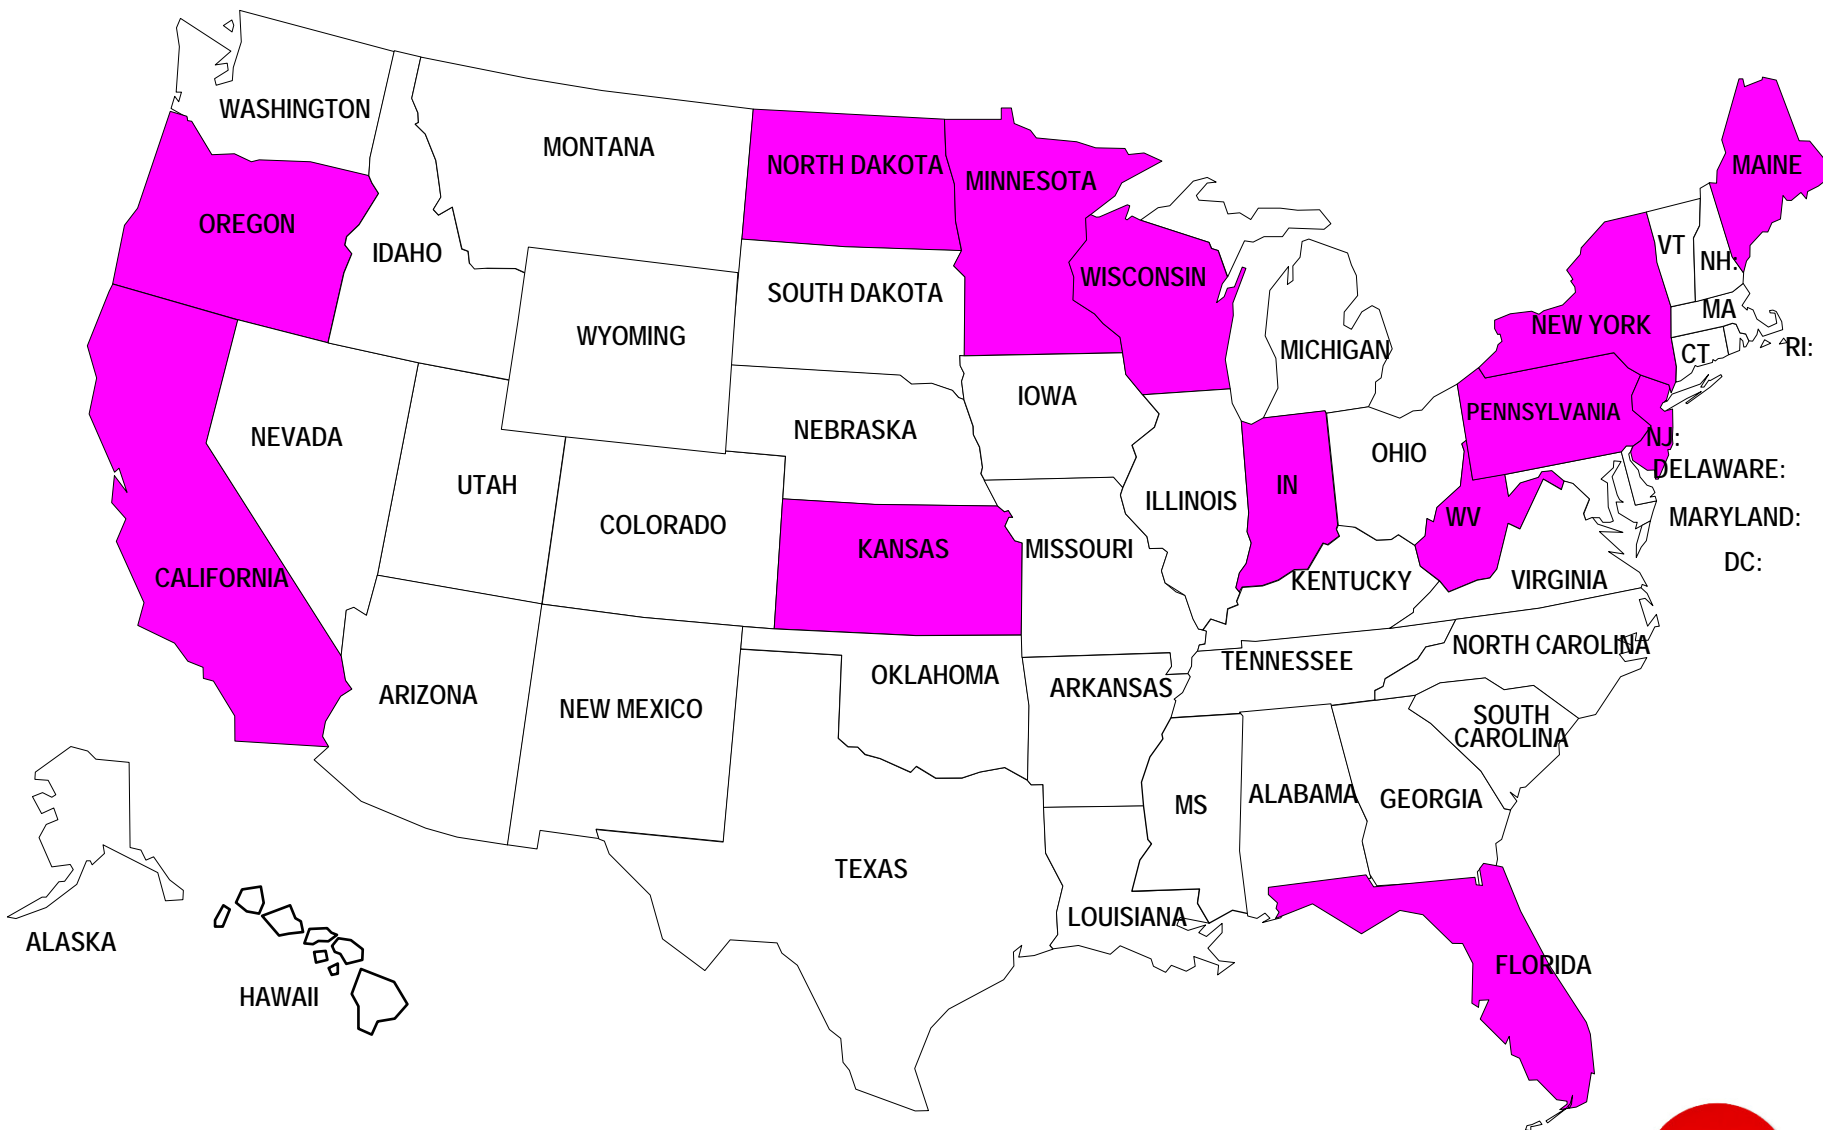 WASHINGTON
MONTANA
NORTH DAKOTA
MINNESOTA
MAINE
OREGON
IDAHO
VT
NH:
WISCONSIN
SOUTH DAKOTA
MA
NEW YORK
WYOMING
MICHIGAN
CT
RI:
IOWA
PENNSYLVANIA
NEVADA
NEBRASKA
OHIO
NJ:
DELAWARE:
UTAH
IN
ILLINOIS
COLORADO
WV
MARYLAND:
KANSAS
MISSOURI
DC:
CALIFORNIA
KENTUCKY
VIRGINIA
NORTH CAROLINA
TENNESSEE
OKLAHOMA
ARKANSAS
ARIZONA
NEW MEXICO
SOUTH
CAROLINA
MS
ALABAMA
GEORGIA
TEXAS
LOUISIANA
ALASKA
FLORIDA
HAWAII